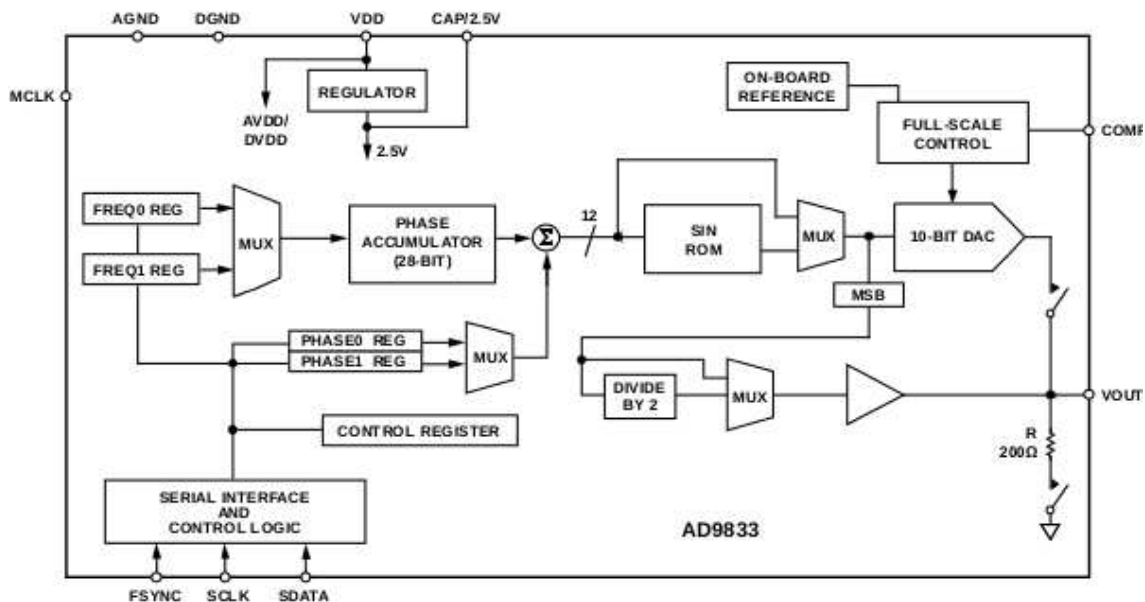 AGND
DGND
VDD
CAP/2.5V
MCLK
REGULATOR
AVDD/
DVDD
2.5V
ON-BOARD
REFERENCE
FULL-SCALE
CONTROL
COMP
FREQ0 REG
FREQ1 REG
MUX
PHASE
ACCUMULATOR
(28-BIT)
Σ
12
SIN
ROM
MUX
10-BIT DAC
MSB
PHASE0 REG
PHASE1 REG
MUX
DIVIDE
BY 2
MUX
VOUT
R
200Ω
CONTROL REGISTER
SERIAL INTERFACE
AND
CONTROL LOGIC
AD9833
FSYNC
SCLK
SDATA